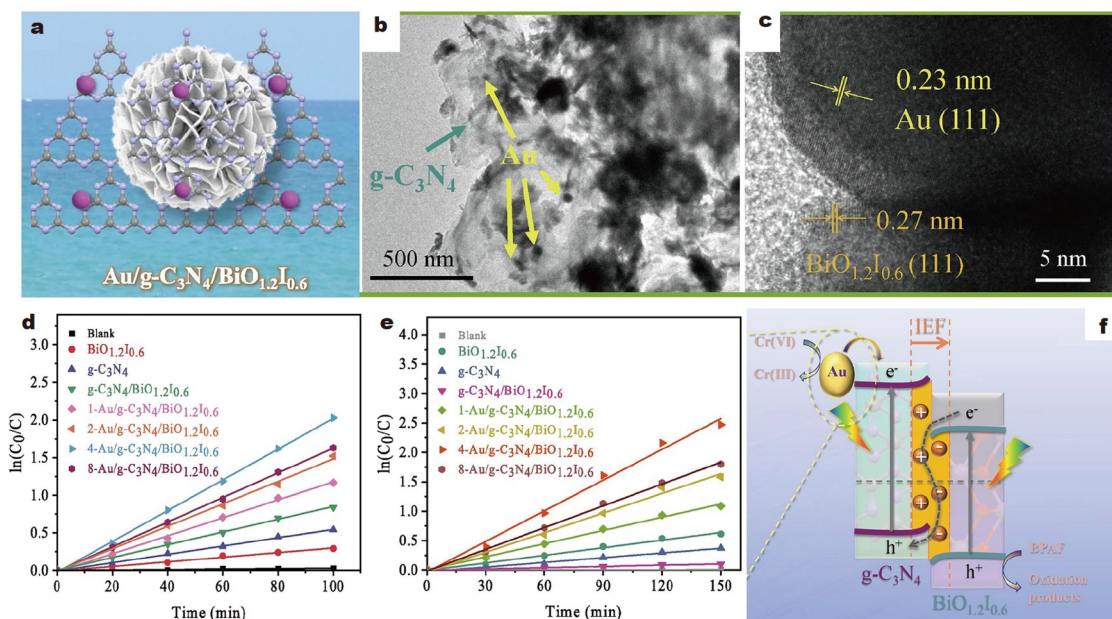 a
Au/g-C₃N₄/BiO₁.₂I₀.₆
b
Au
g-C₃N₄
500 nm
c
0.23 nm
Au (111)
0.27 nm
BiO₁.₂I₀.₆ (111)
5 nm
d
ln(C₀/C)
3.0
2.5
2.0
1.5
1.0
0.5
0.0
Blank
BiO₁.₂I₀.₆
g-C₃N₄
g-C₃N₄/BiO₁.₂I₀.₆
1-Au/g-C₃N₄/BiO₁.₂I₀.₆
2-Au/g-C₃N₄/BiO₁.₂I₀.₆
4-Au/g-C₃N₄/BiO₁.₂I₀.₆
8-Au/g-C₃N₄/BiO₁.₂I₀.₆
0 20 40 60 80 100
Time (min)
e
ln(C₀/C)
4.0
3.5
3.0
2.5
2.0
1.5
1.0
0.5
0.0
Blank
BiO₁.₂I₀.₆
g-C₃N₄
g-C₃N₄/BiO₁.₂I₀.₆
1-Au/g-C₃N₄/BiO₁.₂I₀.₆
2-Au/g-C₃N₄/BiO₁.₂I₀.₆
4-Au/g-C₃N₄/BiO₁.₂I₀.₆
8-Au/g-C₃N₄/BiO₁.₂I₀.₆
0 30 60 90 120 150
Time (min)
f
IEF
Cr(VI)
Cr(III)
Au
e⁻
e⁻
+
-
+
-
+
-
+
-
h⁺
h⁺
g-C₃N₄
BiO₁.₂I₀.₆
BPAF
Oxidation
products